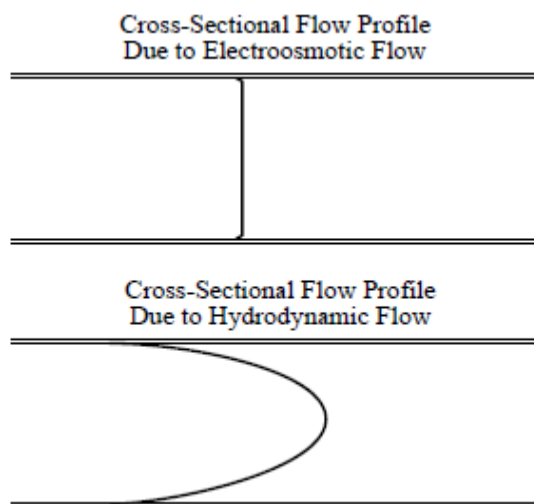 Cross-Sectional Flow Profile
Due to Electroosmotic Flow
Cross-Sectional Flow Profile
Due to Hydrodynamic Flow